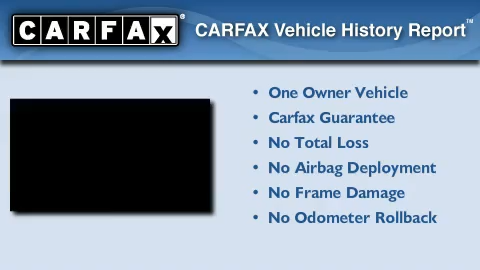 CARFAX® CARFAX Vehicle History Report™
• One Owner Vehicle
• Carfax Guarantee
• No Total Loss
• No Airbag Deployment
• No Frame Damage
• No Odometer Rollback